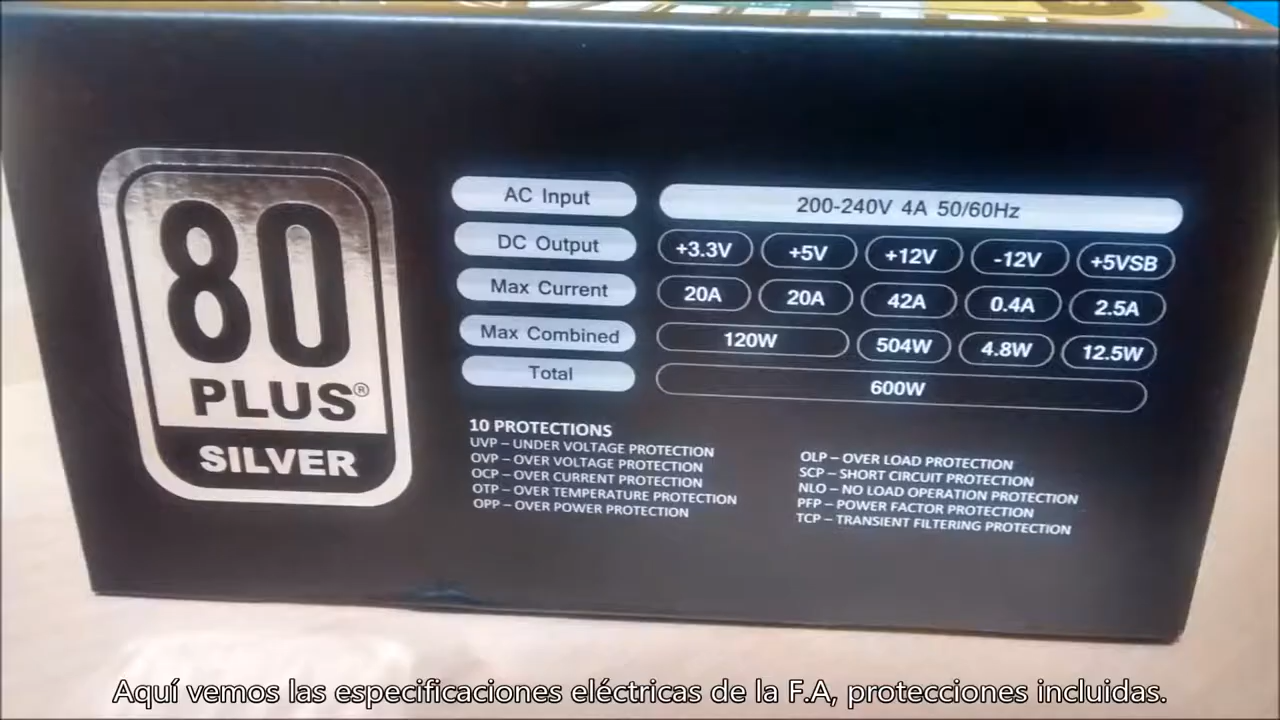 80
PLUS®
SILVER
AC Input 200-240V 4A 50/60Hz
DC Output +3.3V +5V +12V -12V +5VSB
Max Current 20A 20A 42A 0.4A 2.5A
Max Combined 120W 504W 4.8W 12.5W
Total 600W
10 PROTECTIONS
UVP – UNDER VOLTAGE PROTECTION
OVP – OVER VOLTAGE PROTECTION
OCP – OVER CURRENT PROTECTION
OTP – OVER TEMPERATURE PROTECTION
OPP – OVER POWER PROTECTION
OLP – OVER LOAD PROTECTION
SCP – SHORT CIRCUIT PROTECTION
NLO – NO LOAD OPERATION PROTECTION
PFP – POWER FACTOR PROTECTION
TCP – TRANSIENT FILTERING PROTECTION
Aquí vemos las especificaciones eléctricas de la F.A, protecciones incluidas.